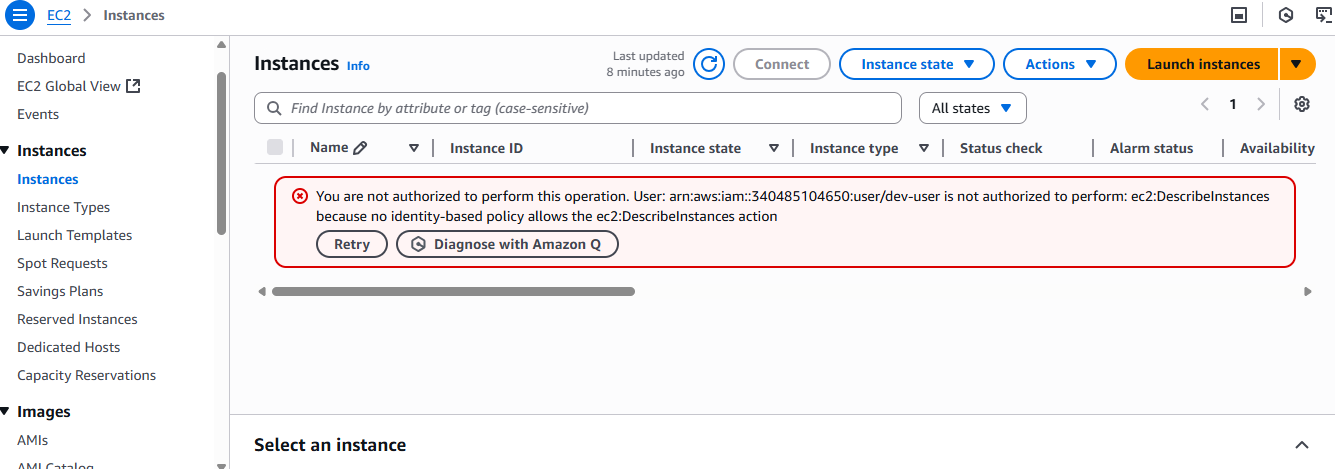 EC2 > Instances
Dashboard
EC2 Global View
Events
Instances
Instances
Instance Types
Launch Templates
Spot Requests
Savings Plans
Reserved Instances
Dedicated Hosts
Capacity Reservations
Images
AMIs
AMI Catalog
Instances Info
Last updated
8 minutes ago
Connect
Instance state
Actions
Launch instances
Find Instance by attribute or tag (case-sensitive)
All states
1
Name
Instance ID
Instance state
Instance type
Status check
Alarm status
Availability
You are not authorized to perform this operation. User: arn:aws:iam::340485104650:user/dev-user is not authorized to perform: ec2:DescribeInstances
because no identity-based policy allows the ec2:DescribeInstances action
Retry
Diagnose with Amazon Q
Select an instance